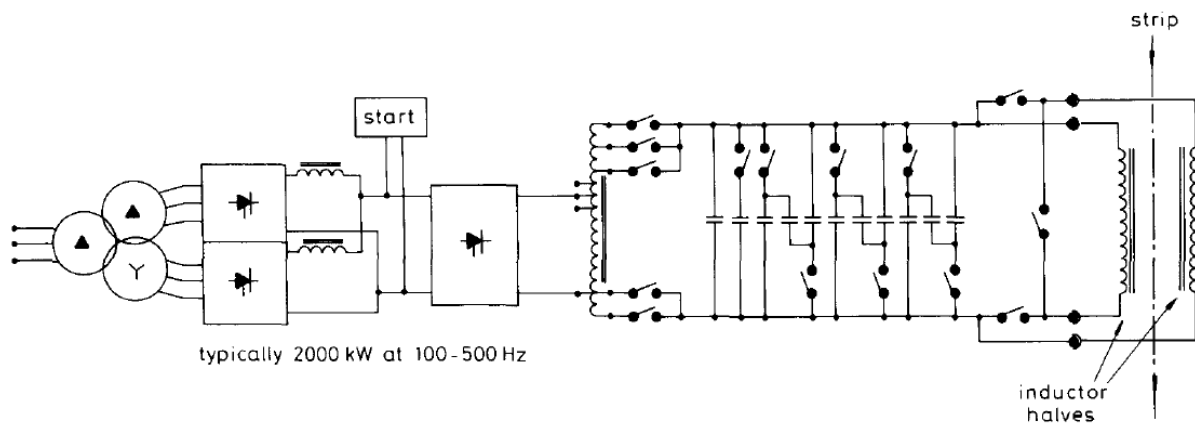 strip
start
Y
typically 2000 kW at 100-500 Hz
inductor
halves